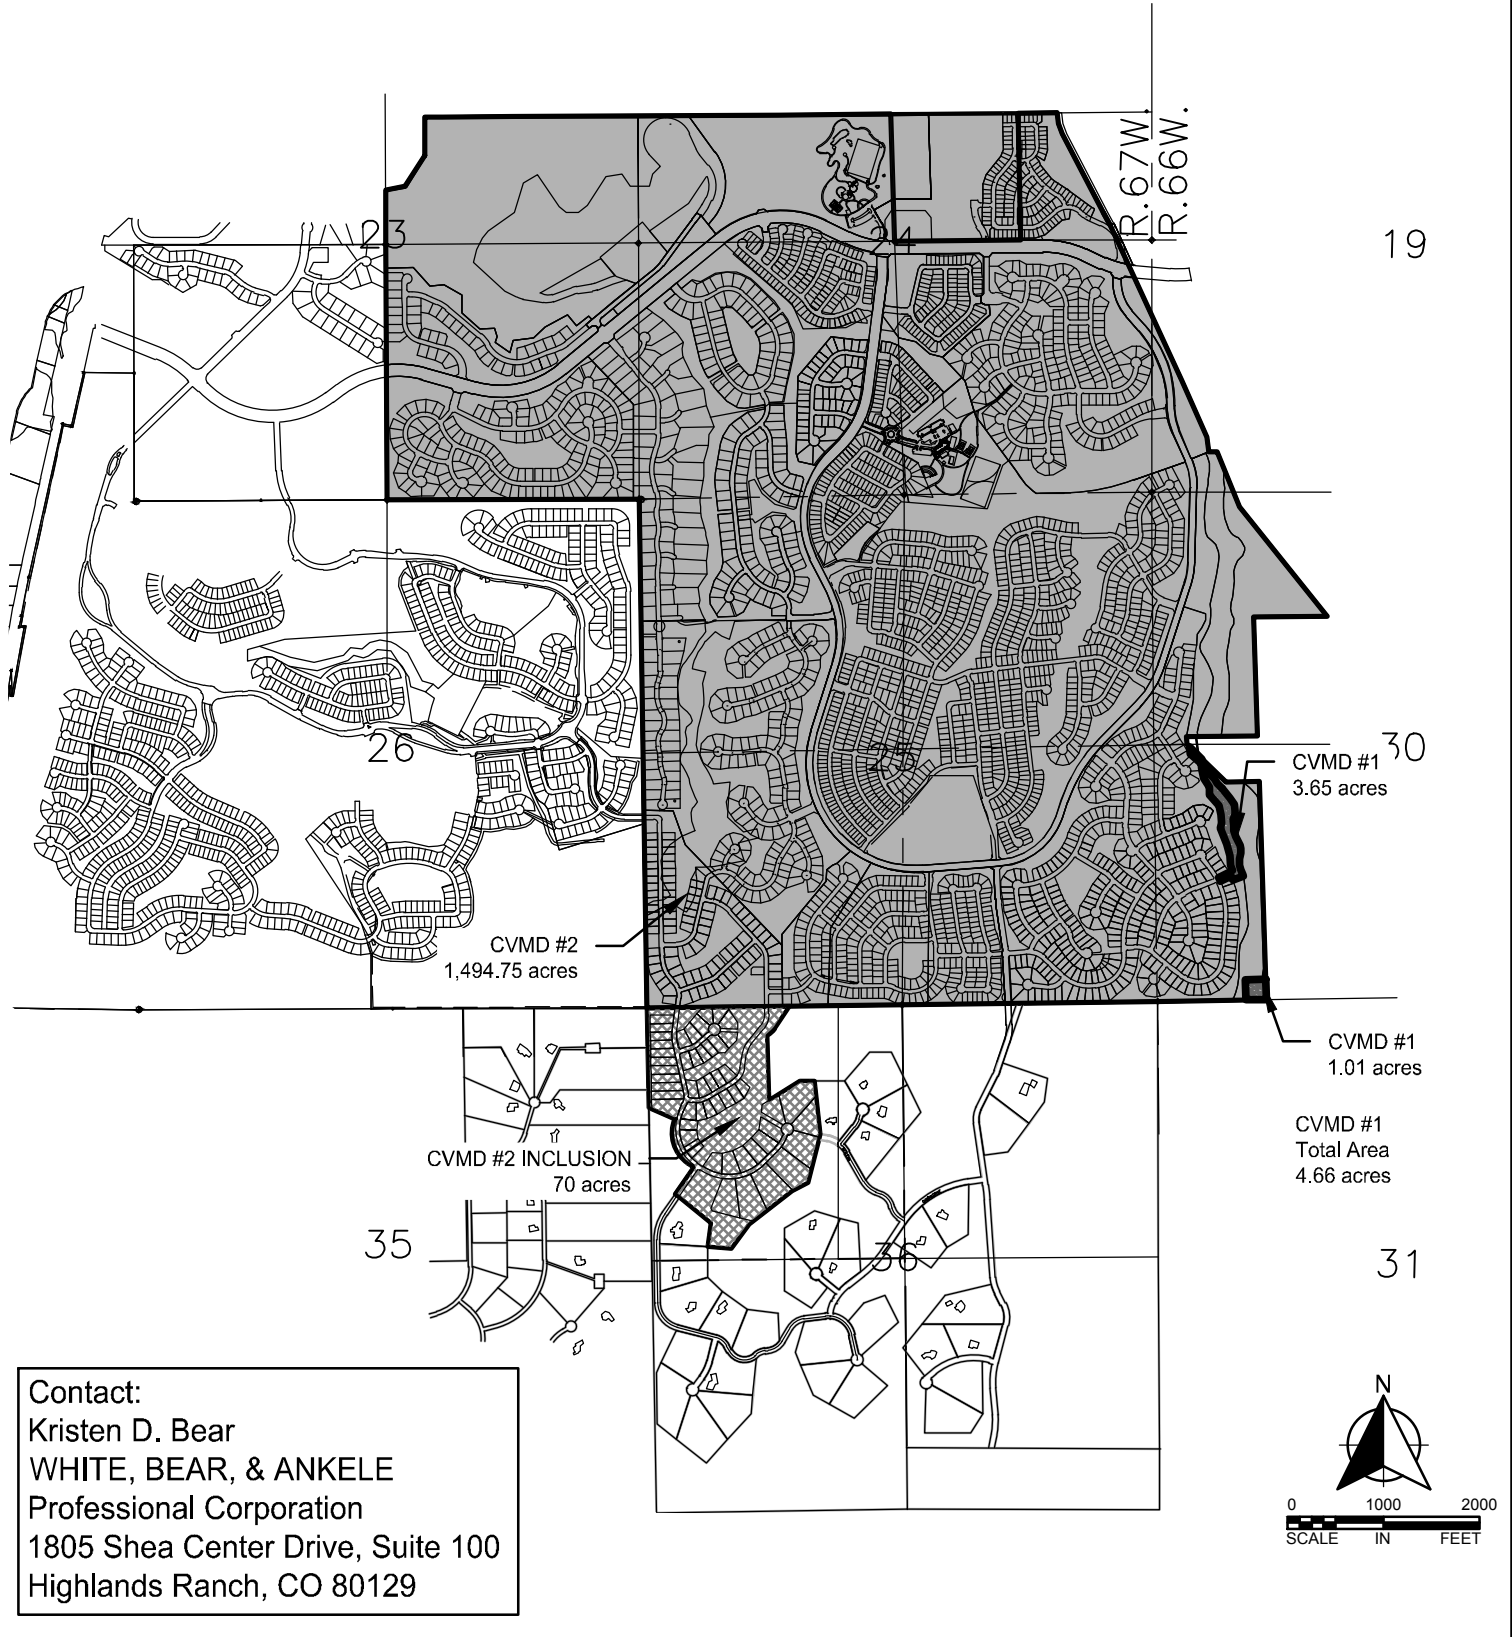 R.67W.
R.66W.
23
24
19
26
25
30
CVMD #1
3.65 acres
CVMD #2
1,494.75 acres
CVMD #1
1.01 acres
CVMD #1
Total Area
4.66 acres
CVMD #2 INCLUSION
70 acres
35
36
31
Contact:
Kristen D. Bear
WHITE, BEAR, & ANKELE
Professional Corporation
1805 Shea Center Drive, Suite 100
Highlands Ranch, CO 80129
N
0 1000 2000
SCALE IN FEET